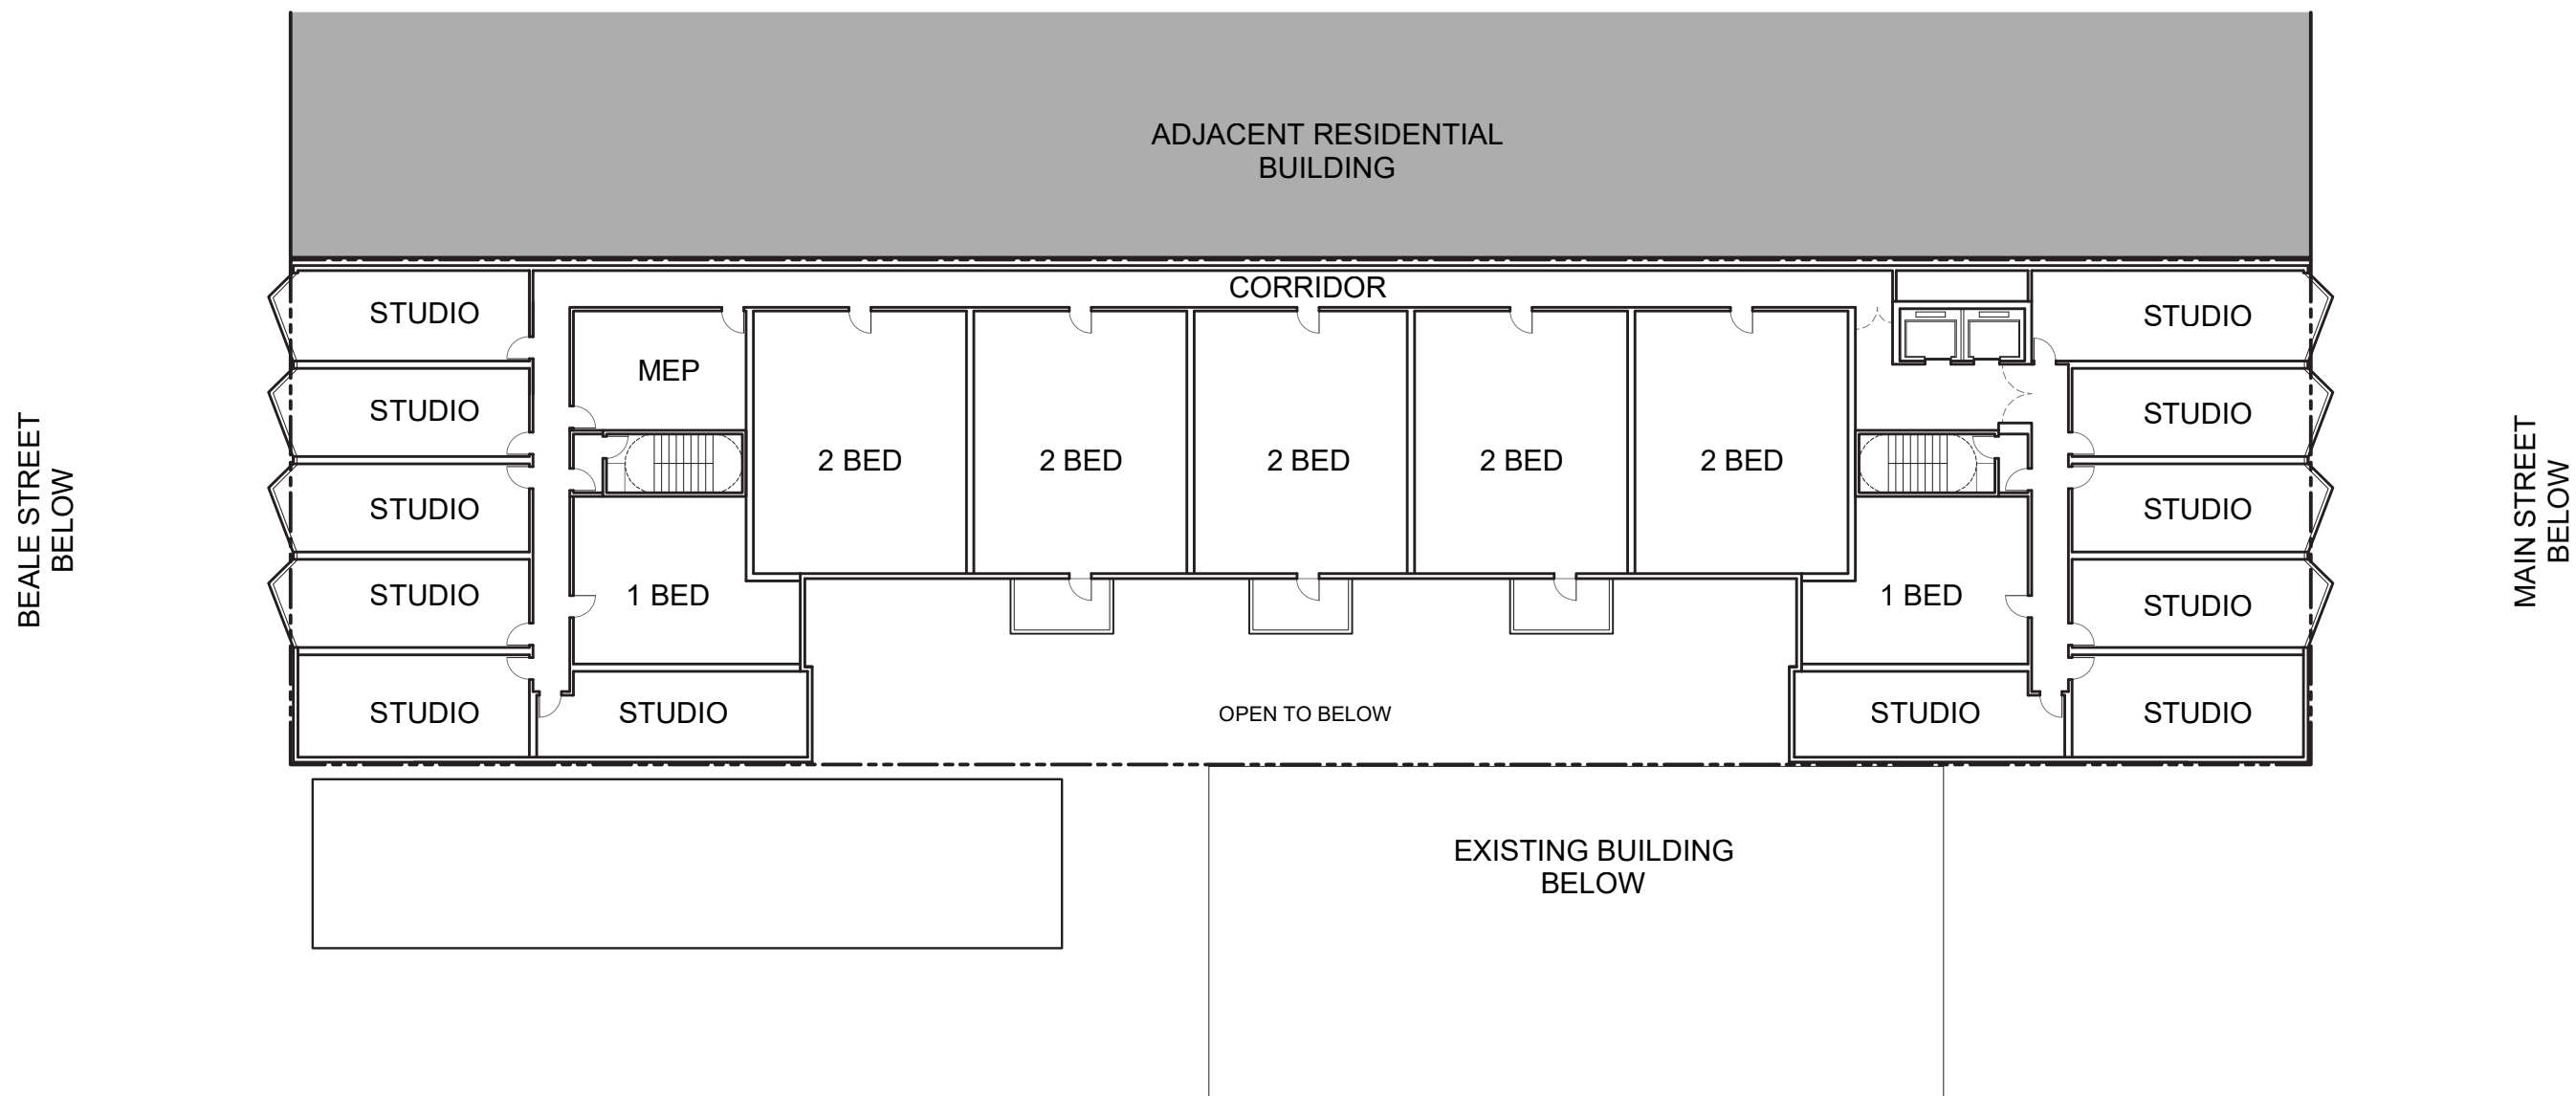 ADJACENT RESIDENTIAL
BUILDING
CORRIDOR
STUDIO
STUDIO
MEP
STUDIO
STUDIO
2 BED
2 BED
2 BED
2 BED
2 BED
STUDIO
STUDIO
BEALE STREET
BELOW
MAIN STREET
BELOW
STUDIO
1 BED
1 BED
STUDIO
STUDIO
STUDIO
OPEN TO BELOW
STUDIO
STUDIO
EXISTING BUILDING
BELOW